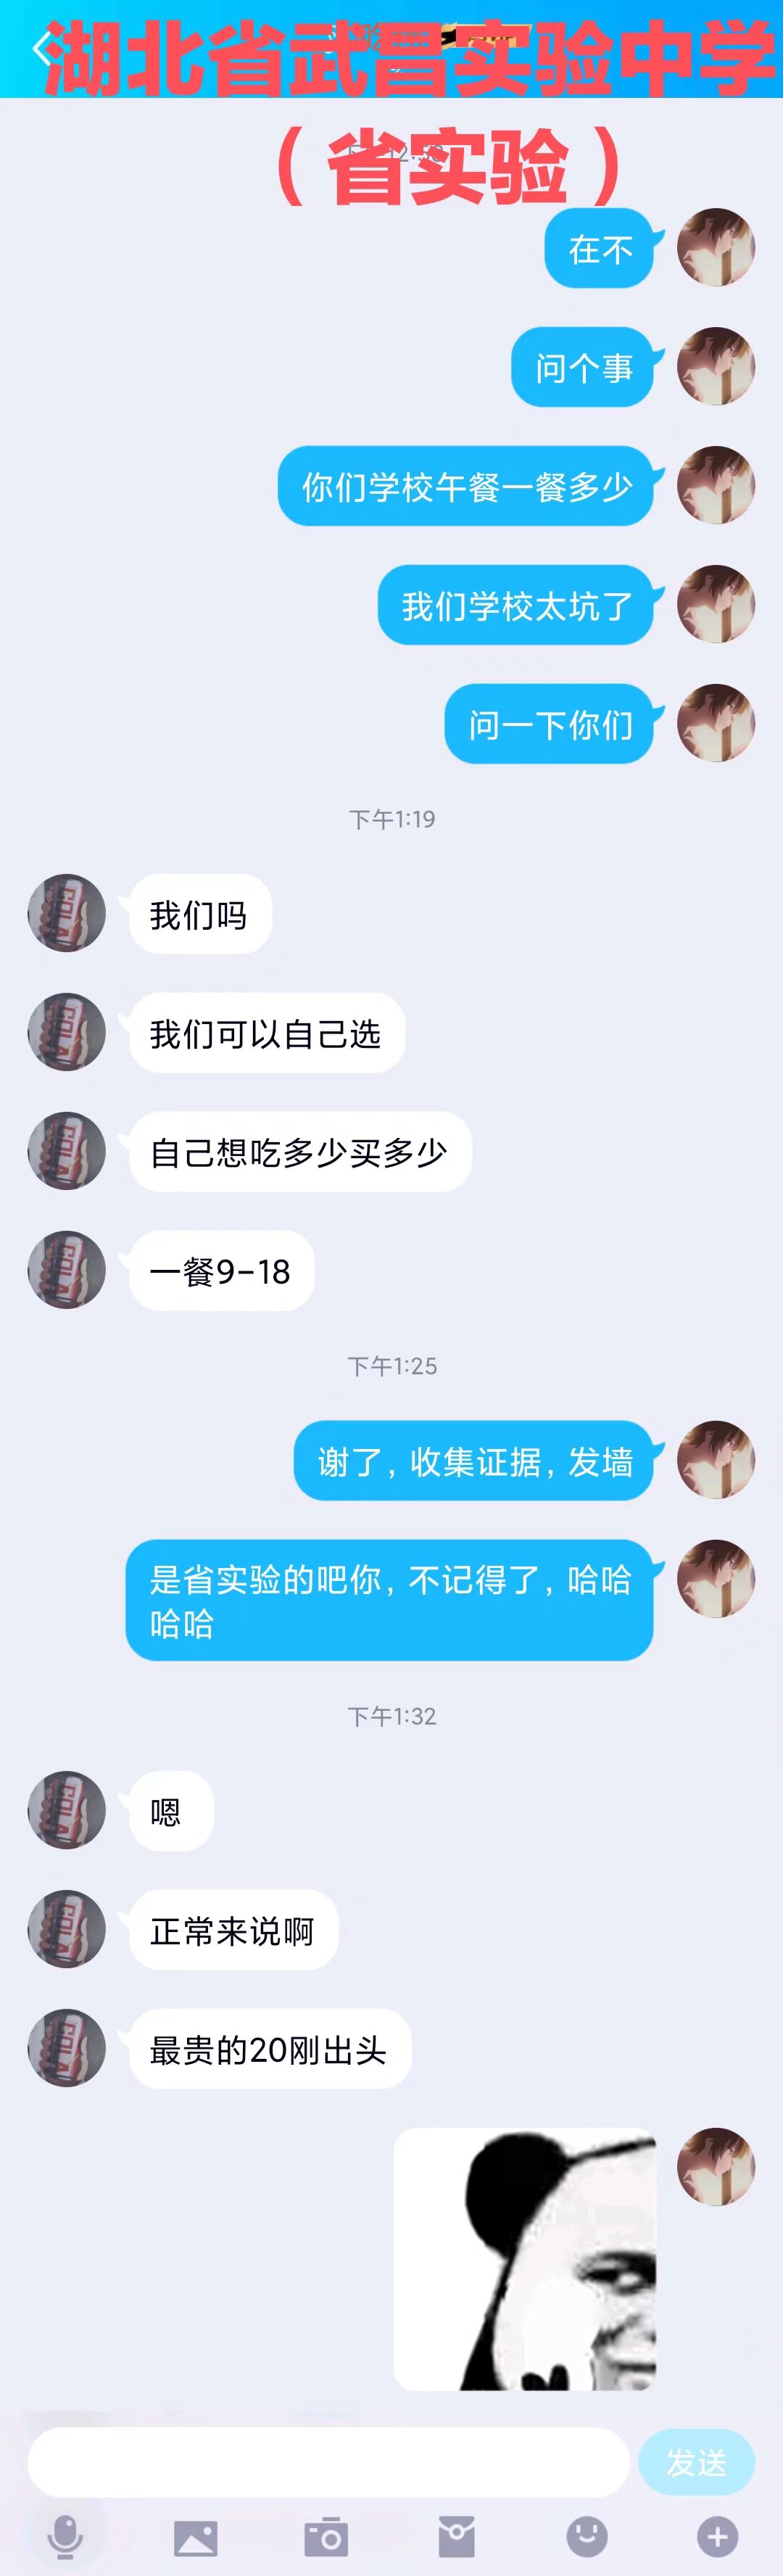 湖北省武昌实验中学
（省实验）
在不
问个事
你们学校午餐一餐多少
我们学校太坑了
问一下你们
下午1:19
我们吗
我们可以自己选
自己想吃多少买多少
一餐9-18
下午1:25
谢了，收集证据，发墙
是省实验的吧你，不记得了，哈哈
哈哈
下午1:32
嗯
正常来说啊
最贵的20刚出头
发送